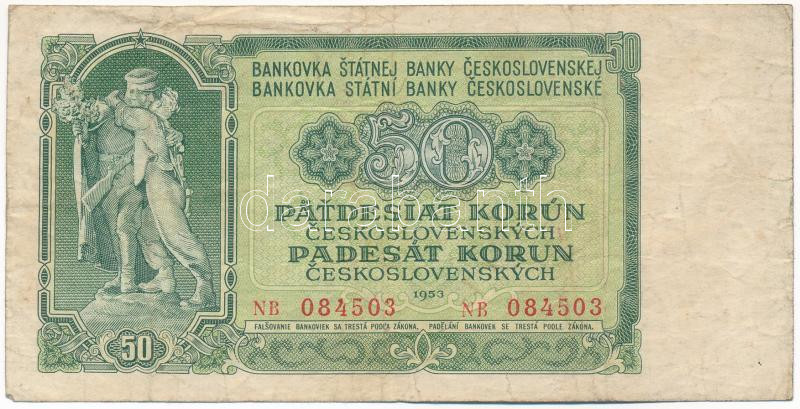 50
BANKOVKA ŠTÁTNEJ BANKY ČESKOSLOVENSKEJ
BANKOVKA STÁTNÍ BANKY ČESKOSLOVENSKÉ
50
darabanth
PÄŤDESIAT KORÚN
ČESKOSLOVENSKÝCH
PADESÁT KORUN
ČESKOSLOVENSKÝCH
1953
NB 084503 NB 084503
FALŠOVANIE BANKOVIEK SA TRESTÁ PODĽA ZÁKONA. PADĚLÁNÍ BANKOVEK SE TRESTÁ PODLE ZÁKONA.
50